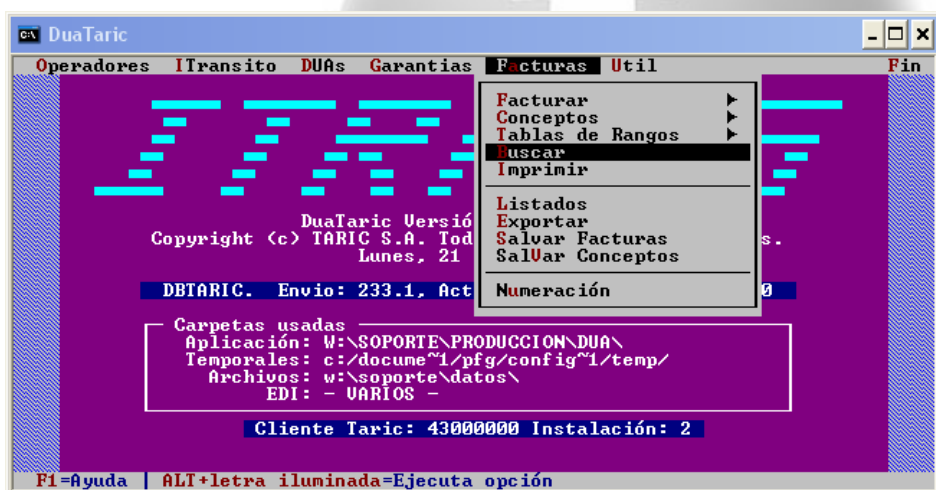 DuaTaric
Operadores ITransito DUAs Garantias Facturas Util Fin
Facturar
Conceptos
Tablas de Rangos
Buscar
Imprimir
Listados
Exportar
Salvar Facturas
SalVar Conceptos
Numeración
DuaTaric Versió
Copyright (c) TARIC S.A. Tod s.
Lunes, 21
DBTARIC. Envio: 233.1, Act 0
Carpetas usadas
Aplicación: W:\SOPORTE\PRODUCCION\DUA\
Temporales: c:/docume~1/pfg/config~1/temp/
Archivos: w:\soporte\datos\
EDI: - VARIOS -
Cliente Taric: 43000000 Instalación: 2
F1=Ayuda | ALT+letra iluminada=Ejecuta opción